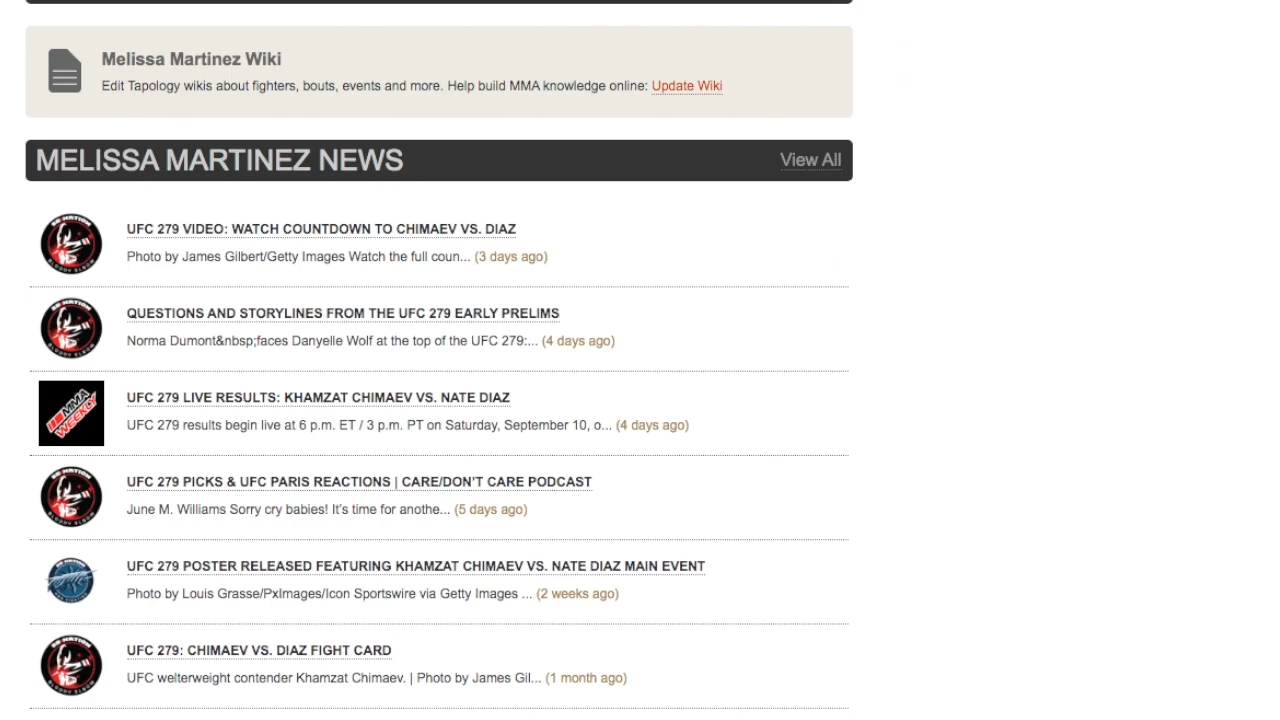 Melissa Martinez Wiki
Edit Tapology wikis about fighters, bouts, events and more. Help build MMA knowledge online: Update Wiki
MELISSA MARTINEZ NEWS
View All
UFC 279 VIDEO: WATCH COUNTDOWN TO CHIMAEV VS. DIAZ
Photo by James Gilbert/Getty Images Watch the full coun... (3 days ago)
QUESTIONS AND STORYLINES FROM THE UFC 279 EARLY PRELIMS
Norma Dumont&nbsp;faces Danyelle Wolf at the top of the UFC 279:... (4 days ago)
MMA
WEEKLY
UFC 279 LIVE RESULTS: KHAMZAT CHIMAEV VS. NATE DIAZ
UFC 279 results begin live at 6 p.m. ET / 3 p.m. PT on Saturday, September 10, o... (4 days ago)
UFC 279 PICKS & UFC PARIS REACTIONS | CARE/DON'T CARE PODCAST
June M. Williams Sorry cry babies! It's time for anothe... (5 days ago)
UFC 279 POSTER RELEASED FEATURING KHAMZAT CHIMAEV VS. NATE DIAZ MAIN EVENT
Photo by Louis Grasse/PxImages/Icon Sportswire via Getty Images ... (2 weeks ago)
UFC 279: CHIMAEV VS. DIAZ FIGHT CARD
UFC welterweight contender Khamzat Chimaev. | Photo by James Gil... (1 month ago)